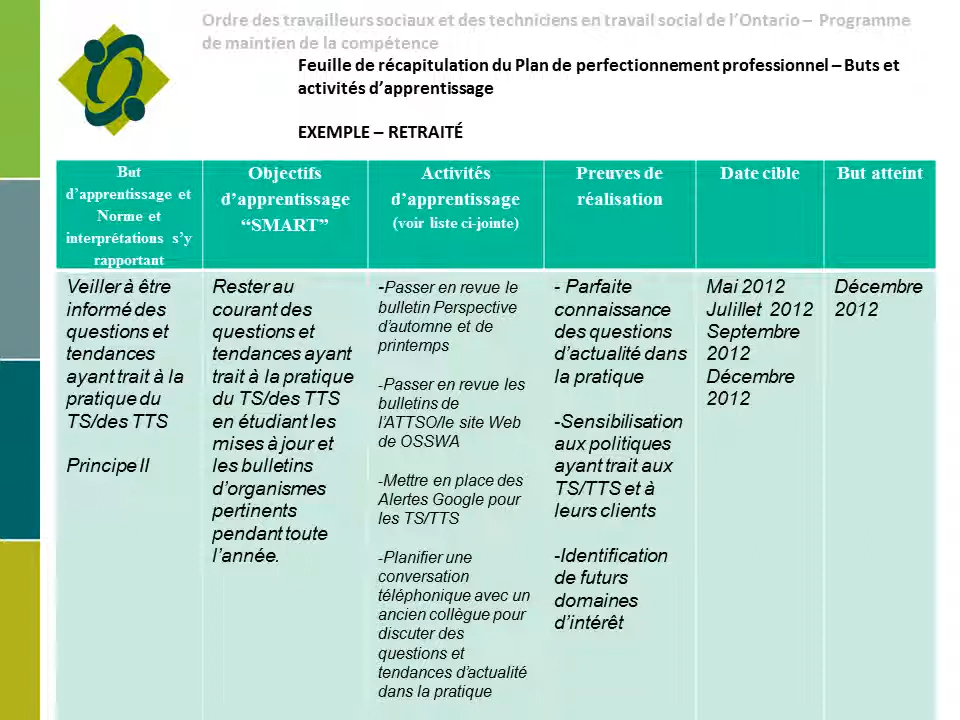 Ordre des travailleurs sociaux et des techniciens en travail social de l’Ontario – Programme
de maintien de la compétence
Feuille de récapitulation du Plan de perfectionnement professionnel – Buts et
activités d’apprentissage
EXEMPLE – RETRAITÉ
But
d’apprentissage et
Norme et
interprétations s’y
rapportant
Objectifs
d’apprentissage
“SMART”
Activités
d’apprentissage
(voir liste ci-jointe)
Preuves de
réalisation
Date cible
But atteint
Veiller à être
informé des
questions et
tendances
ayant trait à la
pratique du
TS/des TTS
Principe II
Rester au
courant des
questions et
tendances ayant
trait à la pratique
du TS/des TTS
en étudiant les
mises à jour et
les bulletins
d’organismes
pertinents
pendant toute
l’année.
-Passer en revue le
bulletin Perspective
d’automne et de
printemps
-Passer en revue les
bulletins de
l’ATTSO/le site Web
de OSSWA
-Mettre en place des
Alertes Google pour
les TS/TTS
-Planifier une
conversation
téléphonique avec un
ancien collègue pour
discuter des
questions et
tendances d’actualité
dans la pratique
- Parfaite
connaissance
des questions
d’actualité dans
la pratique
-Sensibilisation
aux politiques
ayant trait aux
TS/TTS et à
leurs clients
-Identification
de futurs
domaines
d’intérêt
Mai 2012
Julillet 2012
Septembre
2012
Décembre
2012
Décembre
2012